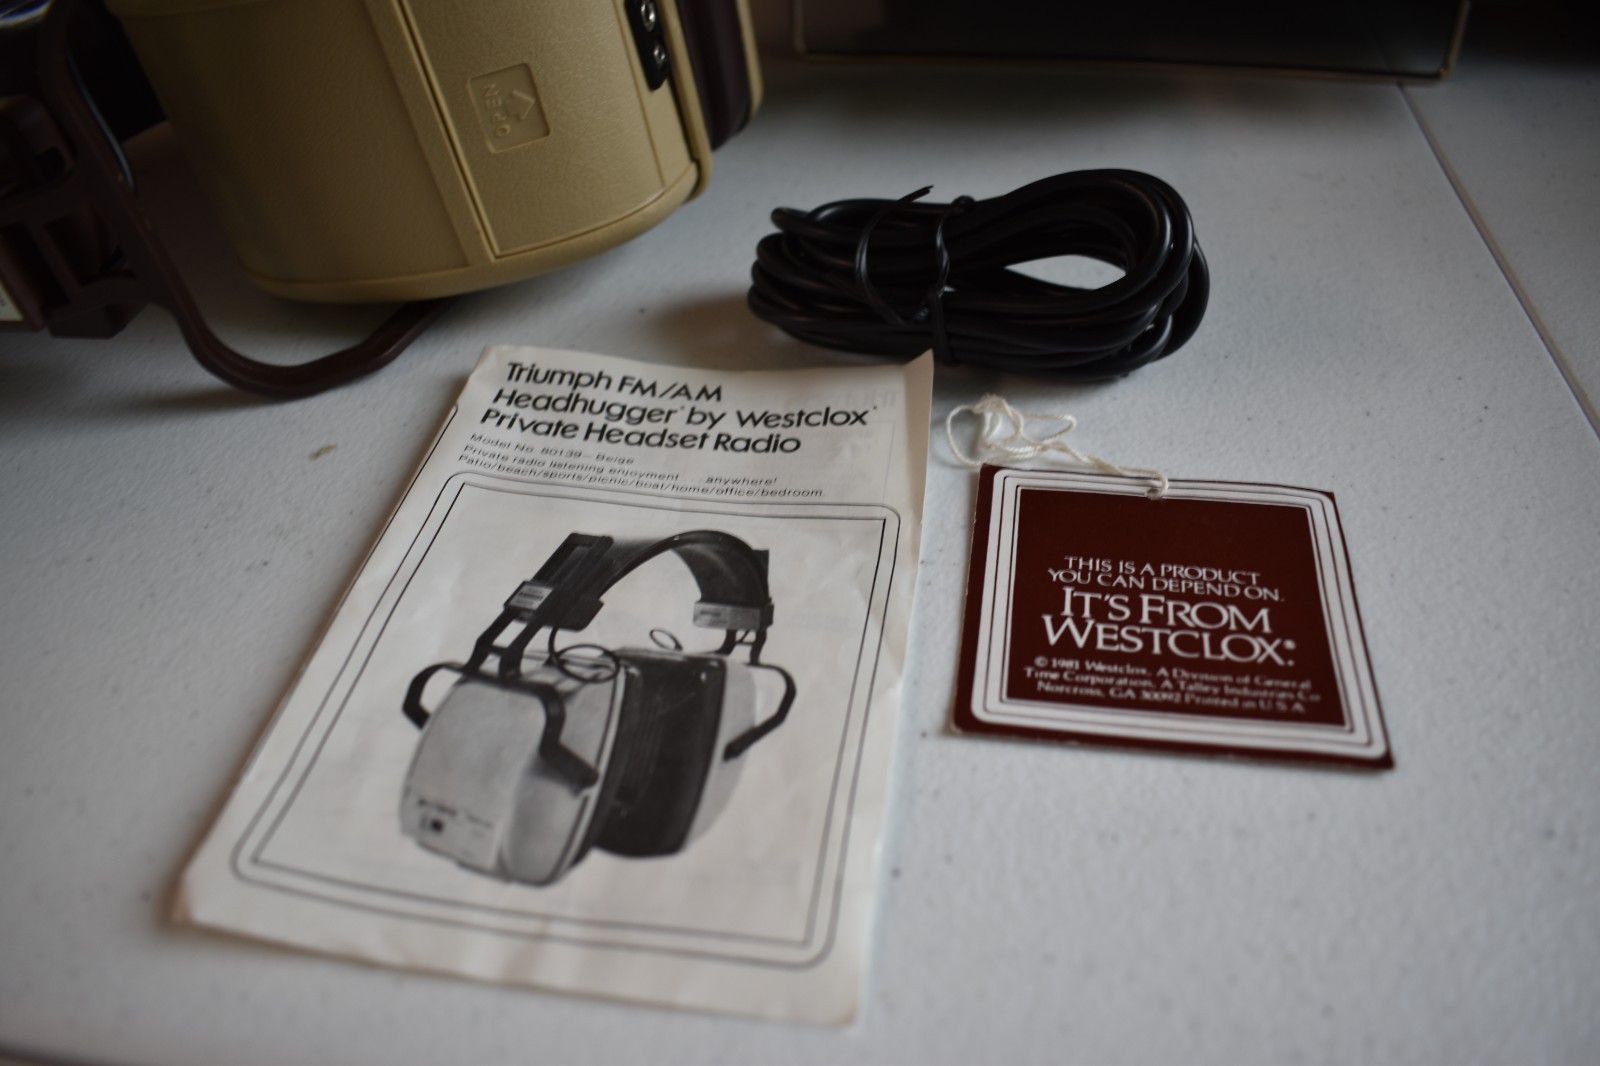 OPEN
Triumph FM/AM
Headhugger® by Westclox®
Private Headset Radio
Model No. 80139—Beige
Private radio listening enjoyment ... anywhere!
Patio/beach/sports/picnic/boat/home/office/bedroom
THIS IS A PRODUCT
YOU CAN DEPEND ON.
IT'S FROM
WESTCLOX.®
© 1981 Westclox, A Division of General
Time Corporation, A Talley Industries Co
Norcross, GA 30092 Printed in U.S.A.